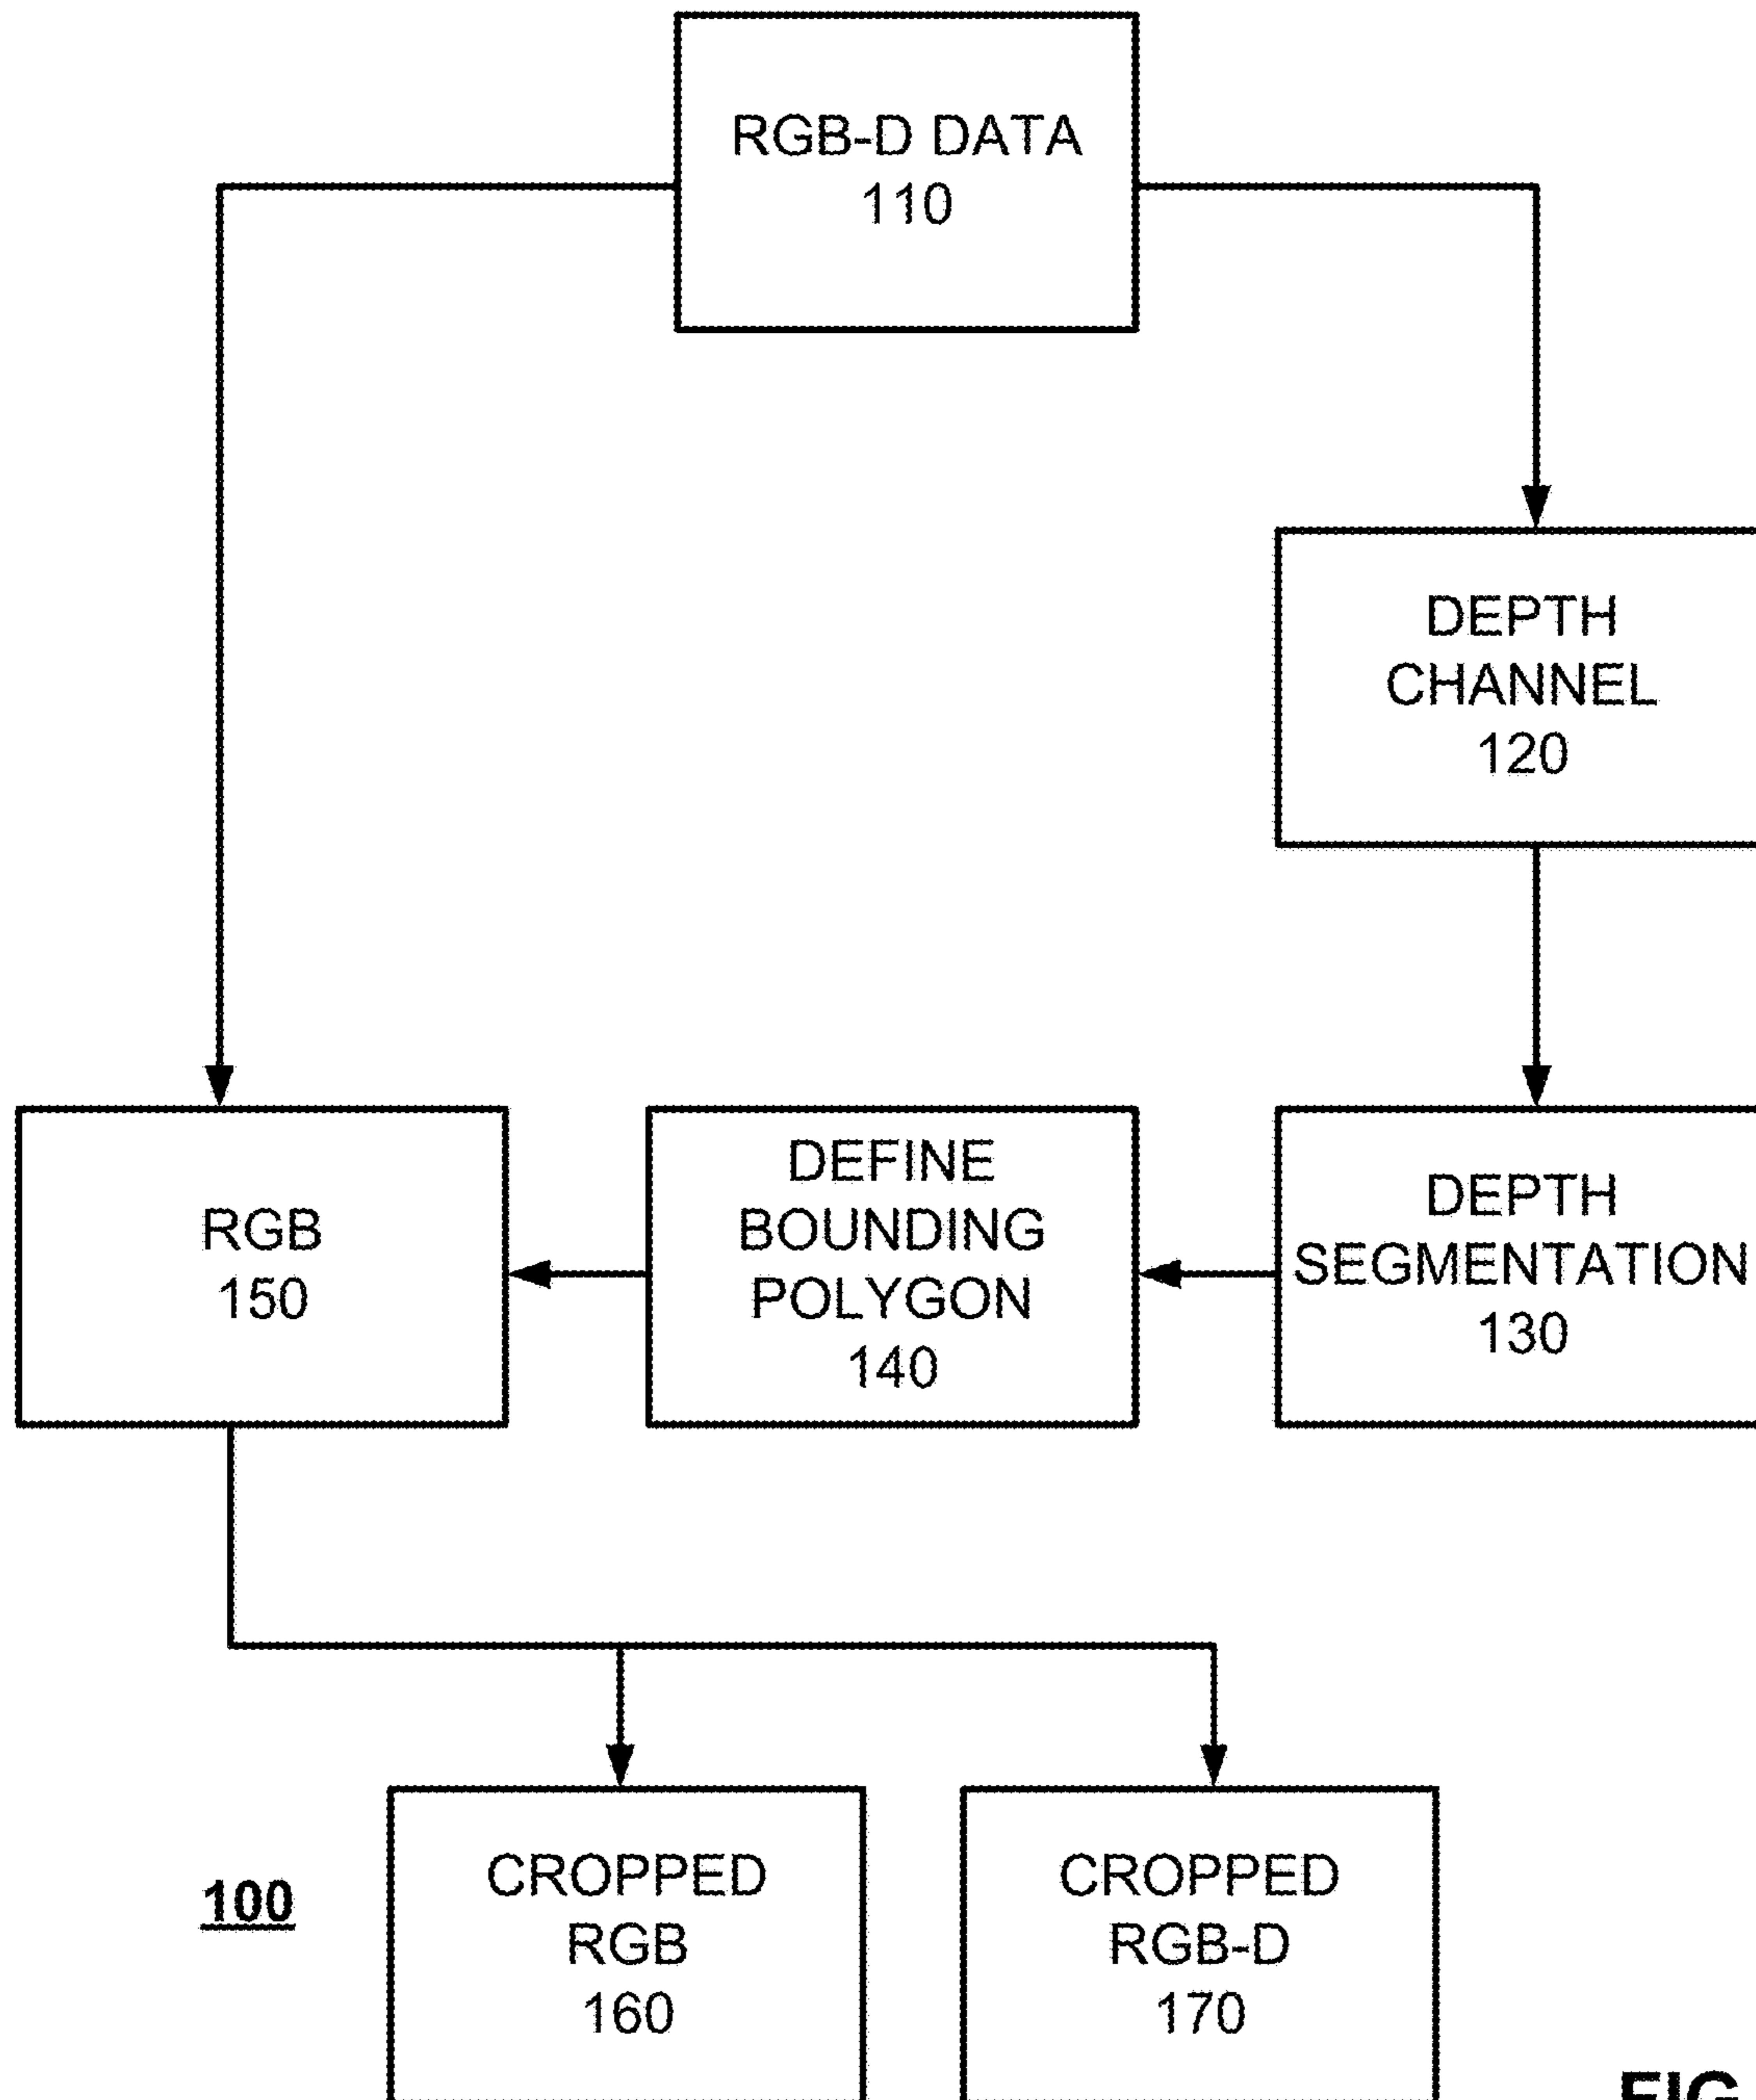 RGB-D DATA
110
DEPTH
CHANNEL
120
RGB
150
DEFINE
BOUNDING
POLYGON
140
DEPTH
SEGMENTATION
130
100
CROPPED
RGB
160
CROPPED
RGB-D
170
FIG